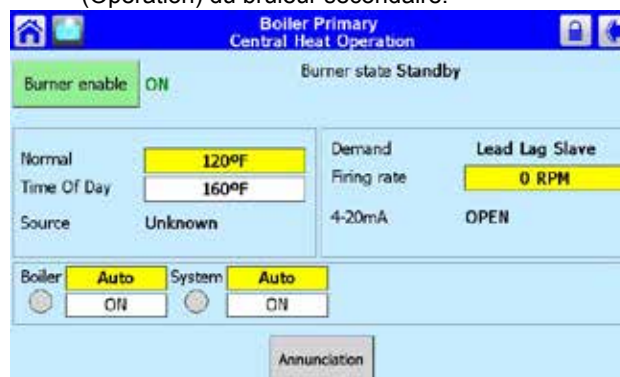 (Opération) du brûleur secondaire.
Boiler Primary
Central Heat Operation
Burner enable ON
Burner state Standby
Normal 120ºF
Time Of Day 160ºF
Source Unknown
Demand Lead Lag Slave
Firing rate 0 RPM
4-20mA OPEN
Boiler Auto System Auto
ON ON
Annunciation